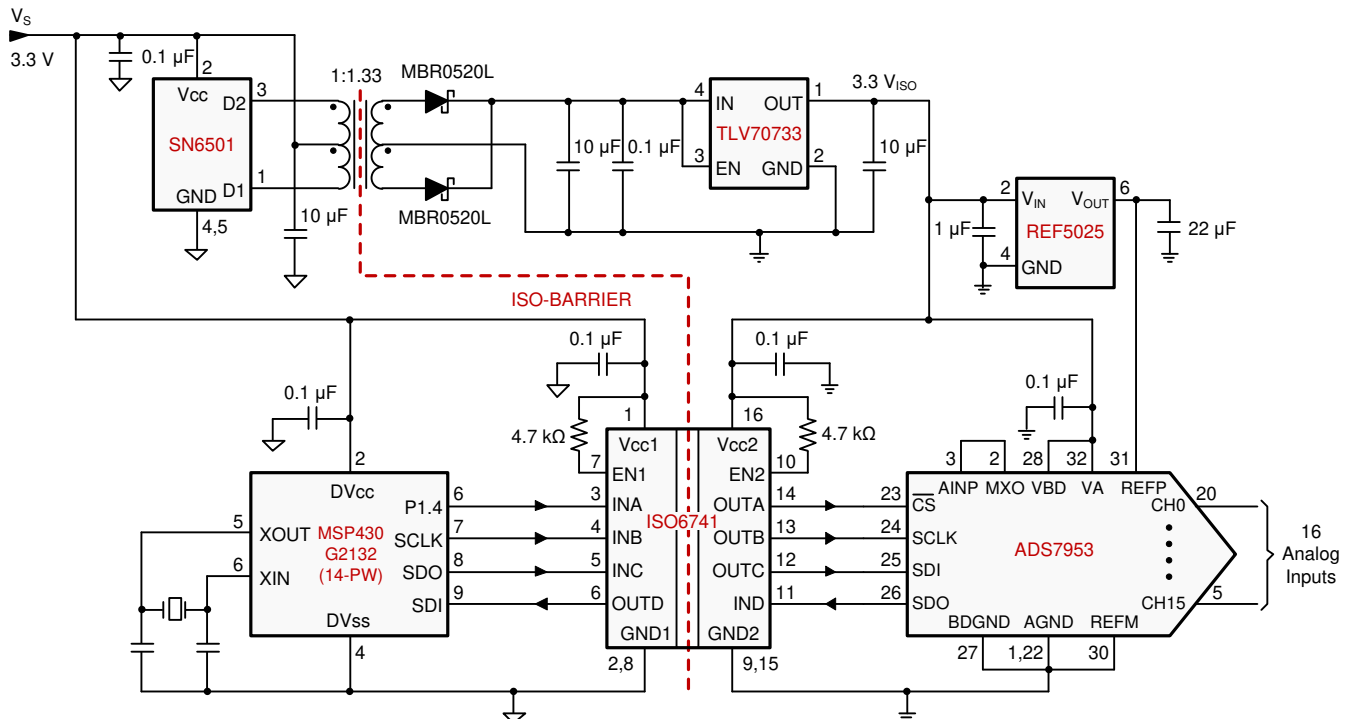 VS
3.3 V
0.1 µF
2
Vcc
D2
3
SN6501
D1
1
GND
4,5
10 µF
1:1.33
MBR0520L
MBR0520L
10 µF
0.1 µF
4
IN
OUT
1
TLV70733
3
EN
GND
2
3.3 VISO
10 µF
2
VIN
VOUT
6
REF5025
1 µF
4
GND
22 µF
ISO-BARRIER
0.1 µF
0.1 µF
0.1 µF
0.1 µF
4.7 kΩ
4.7 kΩ
2
DVcc
5
XOUT
6
XIN
MSP430
G2132
(14-PW)
P1.4
6
SCLK
7
SDO
8
SDI
9
DVss
4
1
Vcc1
7
EN1
3
INA
4
INB
5
INC
6
OUTD
GND1
2,8
ISO6741
16
Vcc2
EN2
10
OUTA
14
OUTB
13
OUTC
12
IND
11
GND2
9,15
3
2
28
32
31
AINP
MXO
VBD
VA
REFP
23
CS
24
SCLK
25
SDI
26
SDO
ADS7953
CH0
20
CH15
5
BDGND
AGND
REFM
27
1,22
30
16
Analog
Inputs